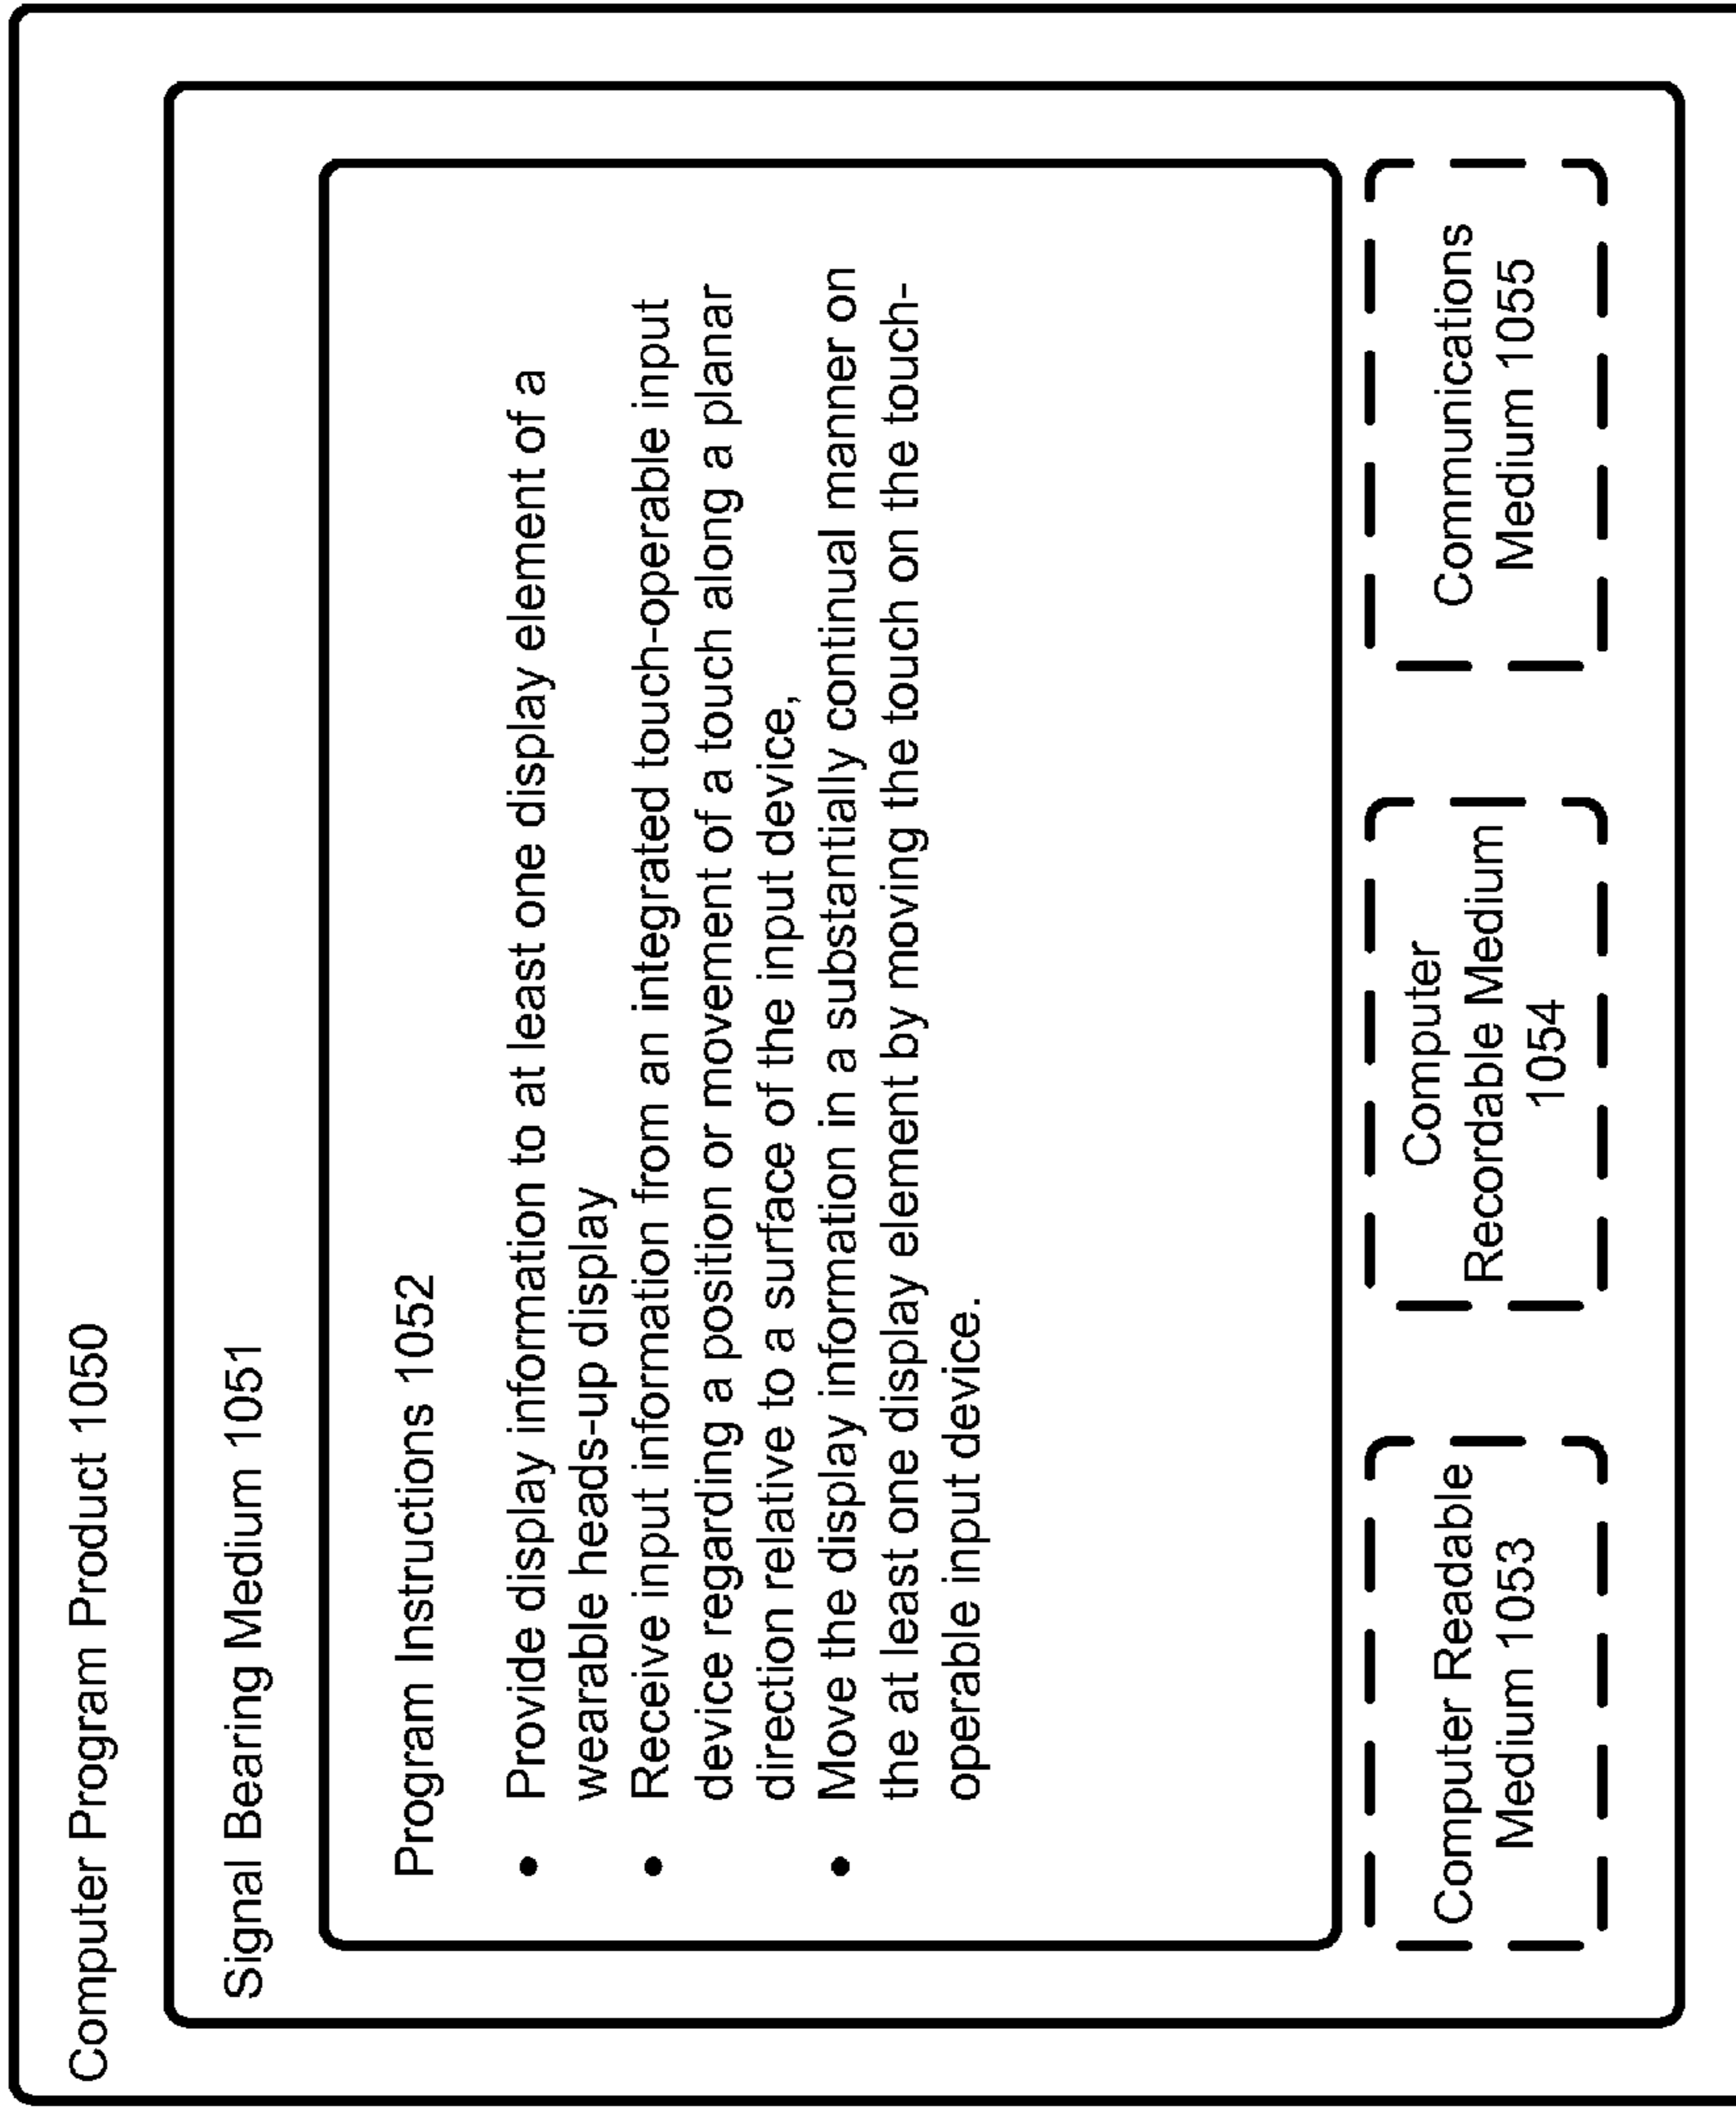 Computer Program Product 1050
Signal Bearing Medium 1051
Program Instructions 1052
• Provide display information to at least one display element of a
wearable heads-up display
• Receive input information from an integrated touch-operable input
device regarding a position or movement of a touch along a planar
direction relative to a surface of the input device,
• Move the display information in a substantially continual manner on
the at least one display element by moving the touch on the touch-
operable input device.
Computer Readable
Medium 1053
Computer
Recordable Medium
1054
Communications
Medium 1055